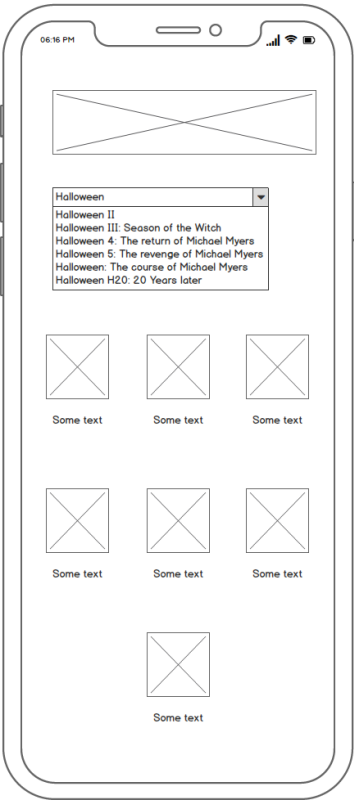 06:16 PM
Halloween
Halloween II
Halloween III: Season of the Witch
Halloween 4: The return of Michael Myers
Halloween 5: The revenge of Michael Myers
Halloween: The course of Michael Myers
Halloween H20: 20 Years later
Some text Some text Some text
Some text Some text Some text
Some text